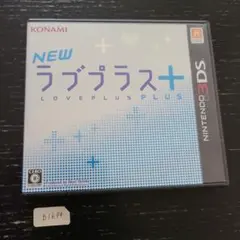 KONAMI
NEW
ラブプラス+
LOVEPLUS PLUS
NINTENDO 3DS